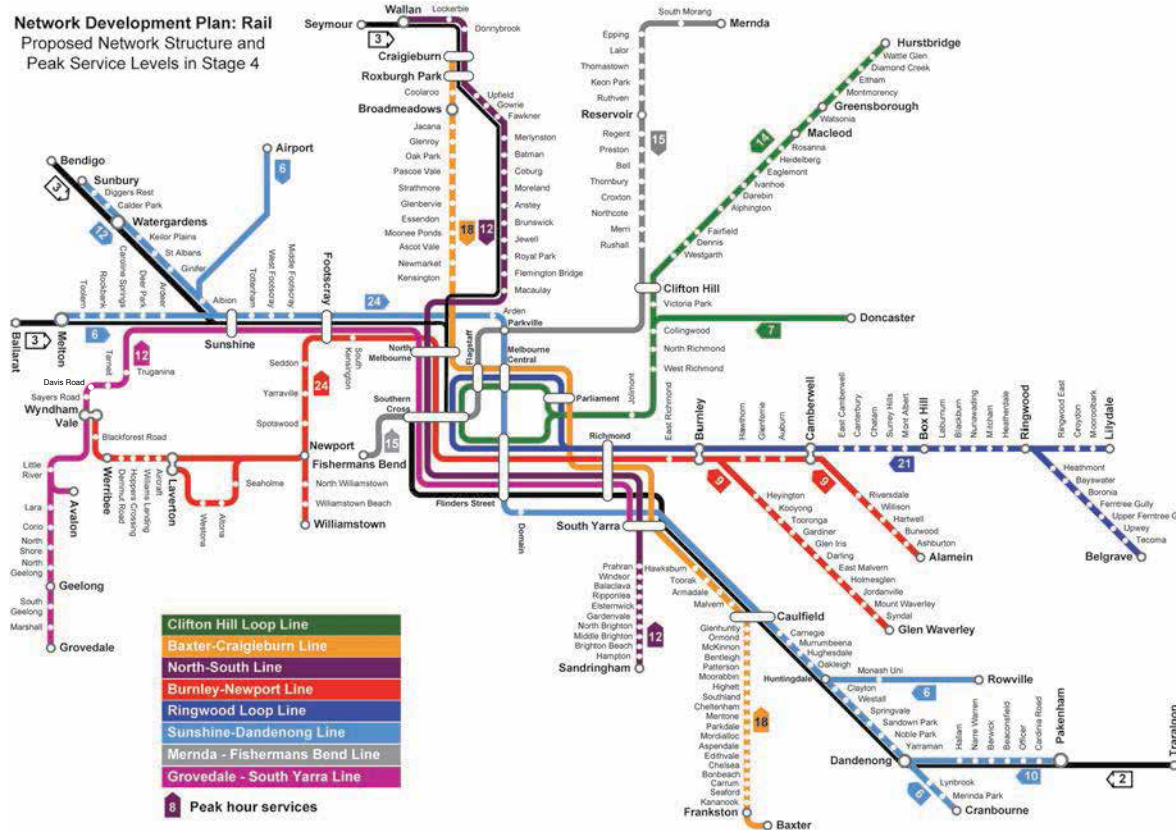 Network Development Plan: Rail
Proposed Network Structure and
Peak Service Levels in Stage 4
Seymour
3
Wallan
Lockerbie
Donnybrook
Craigieburn
Roxburgh Park
Coolaroo
Broadmeadows
Jacana
Glenroy
Oak Park
Pascoe Vale
Strathmore
Glenbervie
Essendon
Moonee Ponds
Ascot Vale
Newmarket
Kensington
18
12
Upfield
Gowrie
Fawkner
Merlynston
Batman
Coburg
Moreland
Anstey
Brunswick
Jewell
Royal Park
Flemington Bridge
Macaulay
South Morang
Mernda
Epping
Lalor
Thomastown
Keon Park
Ruthven
Reservoir
Regent
Preston
Bell
Thornbury
Croxton
Northcote
Merri
Rushall
15
Hurstbridge
Wattle Glen
Diamond Creek
Eltham
Montmorency
Greensborough
Watsonia
Macleod
Rosanna
Heidelberg
Eaglemont
Ivanhoe
Darebin
Alphington
Fairfield
Dennis
Westgarth
14
Clifton Hill
Victoria Park
Collingwood
North Richmond
West Richmond
Jolimont
7
Doncaster
Bendigo
3
Sunbury
Diggers Rest
Calder Park
Watergardens
12
Keilor Plains
St Albans
Ginifer
Airport
6
Albion
Ballarat
3
Melton
6
Toolern
Rockbank
Caroline Springs
Deer Park
Ardeer
Sunshine
Tottenham
West Footscray
Middle Footscray
Footscray
24
Arden
Parkville
Flagstaff
Melbourne
Central
Parliament
North
Melbourne
Southern
Cross
Flinders Street
Richmond
South Yarra
Domain
South
Kensington
Seddon
Yarraville
Spotswood
24
Newport
15
Fishermans Bend
North Williamstown
Williamstown Beach
Williamstown
Tarneit
12
Truganina
Davis Road
Sayers Road
Wyndham
Vale
Blackforest Road
Werribee
Derrimut Road
Hoppers Crossing
Williams Landing
Aircraft
Laverton
Westona
Altona
Seaholme
Little
River
Avalon
Lara
Corio
North
Shore
North
Geelong
Geelong
South
Geelong
Marshall
Grovedale
East Richmond
Burnley
Hawthorn
Glenferrie
Auburn
Camberwell
East Camberwell
Canterbury
Chatam
Surrey Hills
Mont Albert
Box Hill
Laburnum
Blackburn
Nunawading
Mitcham
Heatherdale
Ringwood
Ringwood East
Croydon
Mooroolbark
Lilydale
21
9
9
Heathmont
Bayswater
Boronia
Ferntree Gully
Upper Ferntree G
Upwey
Tecoma
Belgrave
Riversdale
Willison
Hartwell
Burwood
Ashburton
Alamein
Heyington
Kooyong
Tooronga
Gardiner
Glen Iris
Darling
East Malvern
Holmesglen
Jordanville
Mount Waverley
Syndal
Glen Waverley
Prahran
Windsor
Balaclava
Ripponlea
Elsternwick
Gardenvale
North Brighton
Middle Brighton
Brighton Beach
Hampton
Sandringham
12
Hawksburn
Toorak
Armadale
Malvern
Caulfield
Glenhuntly
Ormond
McKinnon
Bentleigh
Patterson
Moorabbin
Highett
Southland
Cheltenham
Mentone
Parkdale
Mordialloc
Aspendale
Edithvale
Chelsea
Bonbeach
Carrum
Seaford
Kananook
Frankston
18
Baxter
Carnegie
Murrumbeena
Hughesdale
Oakleigh
Huntingdale
Monash Uni
6
Rowville
Clayton
Westall
Springvale
Sandown Park
Noble Park
Yarraman
Dandenong
Hallam
Narre Warren
Berwick
Beaconsfield
Officer
Cardinia Road
Pakenham
10
2
Traralgon
Lynbrook
Merinda Park
6
Cranbourne
Clifton Hill Loop Line
Baxter-Craigieburn Line
North-South Line
Burnley-Newport Line
Ringwood Loop Line
Sunshine-Dandenong Line
Mernda - Fishermans Bend Line
Grovedale - South Yarra Line
8 Peak hour services